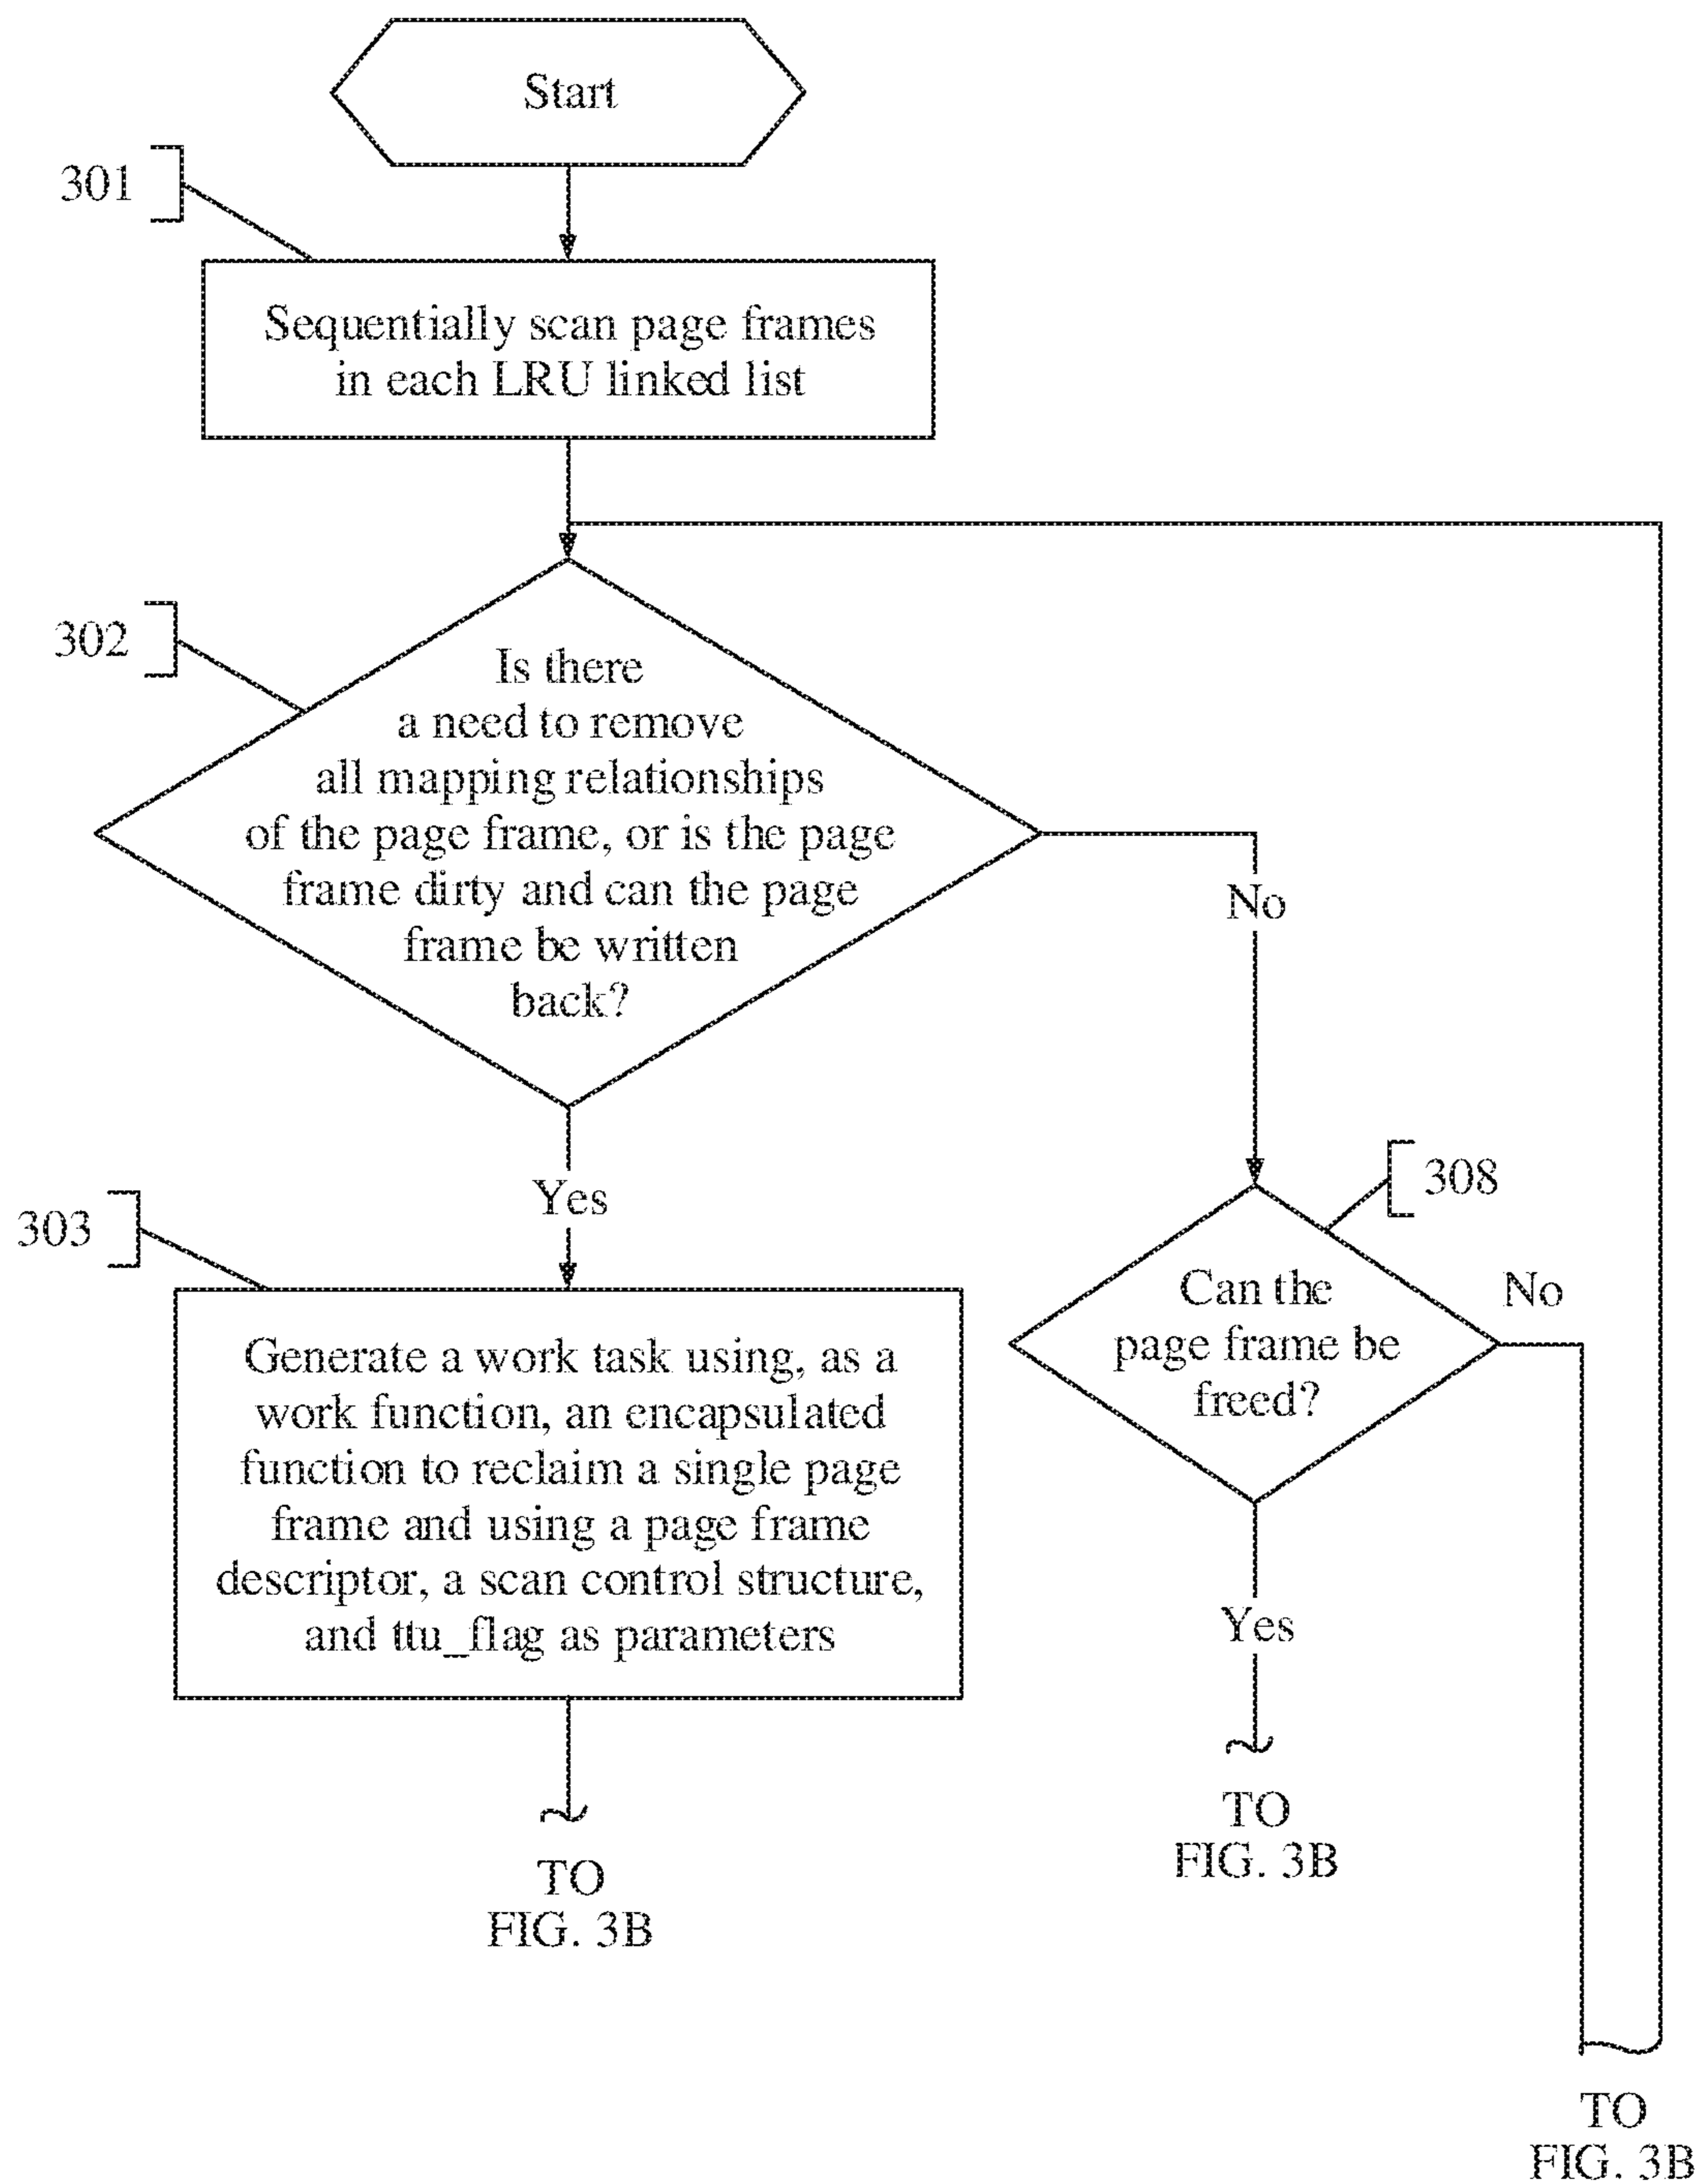 Start
301
Sequentially scan page frames
in each LRU linked list
302
Is there
a need to remove
all mapping relationships
of the page frame, or is the page
frame dirty and can the page
frame be written
back?
No
Yes
303
308
Can the
page frame be
freed?
No
Generate a work task using, as a
work function, an encapsulated
function to reclaim a single page
frame and using a page frame
descriptor, a scan control structure,
and ttu_flag as parameters
Yes
TO
FIG. 3B
TO
FIG. 3B
TO
FIG. 3B